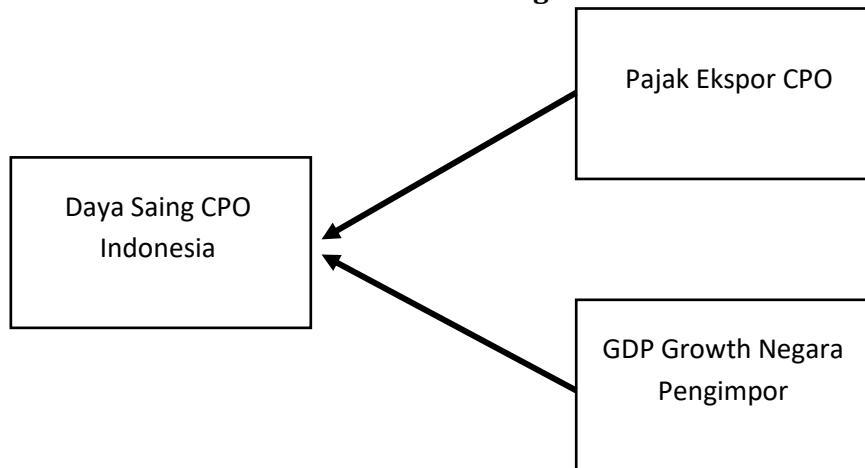 Pajak Ekspor CPO
Daya Saing CPO
Indonesia
GDP Growth Negara
Pengimpor